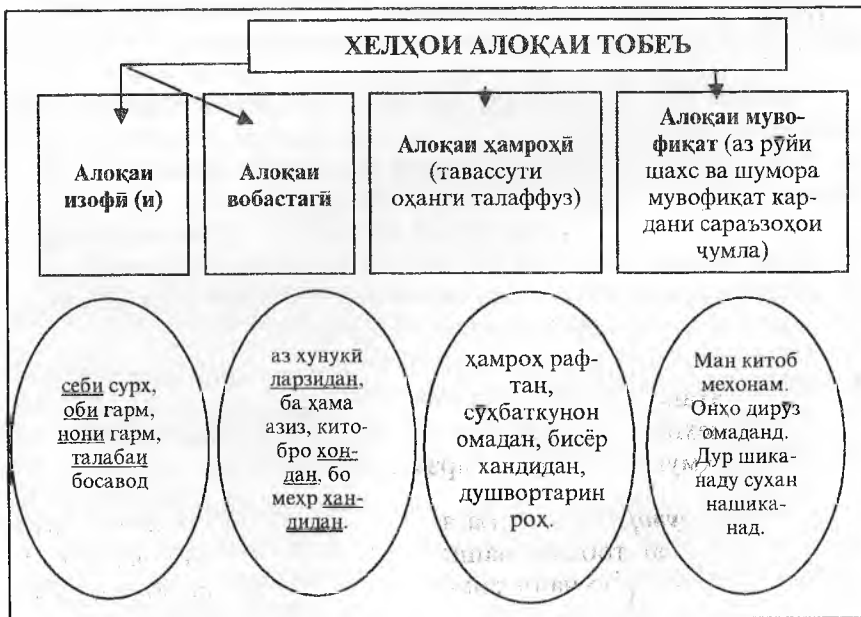 ХЕЛҲОИ АЛОҚАИ ТОБЕЪ
Алоқаи
изофӣ (и)
Алоқаи
вобастагӣ
Алоқаи ҳамроҳӣ
(тавассути
оҳанги талаффуз)
Алоқаи муво-
фиқат (аз рӯйи
шахс ва шумора
мувофиқат кар-
дани сараъзоҳои
ҷумла)
себи сурх,
оби гарм,
нони гарм,
талабаи
босавод
аз хунукӣ
ларзидан,
ба ҳама
азиз, кито-
бро хон-
дан, бо
меҳр хан-
дидан.
ҳамроҳ раф-
тан,
сӯҳбаткунон
омадан, бисёр
хандидан,
душвортарин
роҳ.
Ман китоб
мехонам.
Онҳо дирӯз
омаданд.
Дур шика-
наду сухан
нашика-
над.